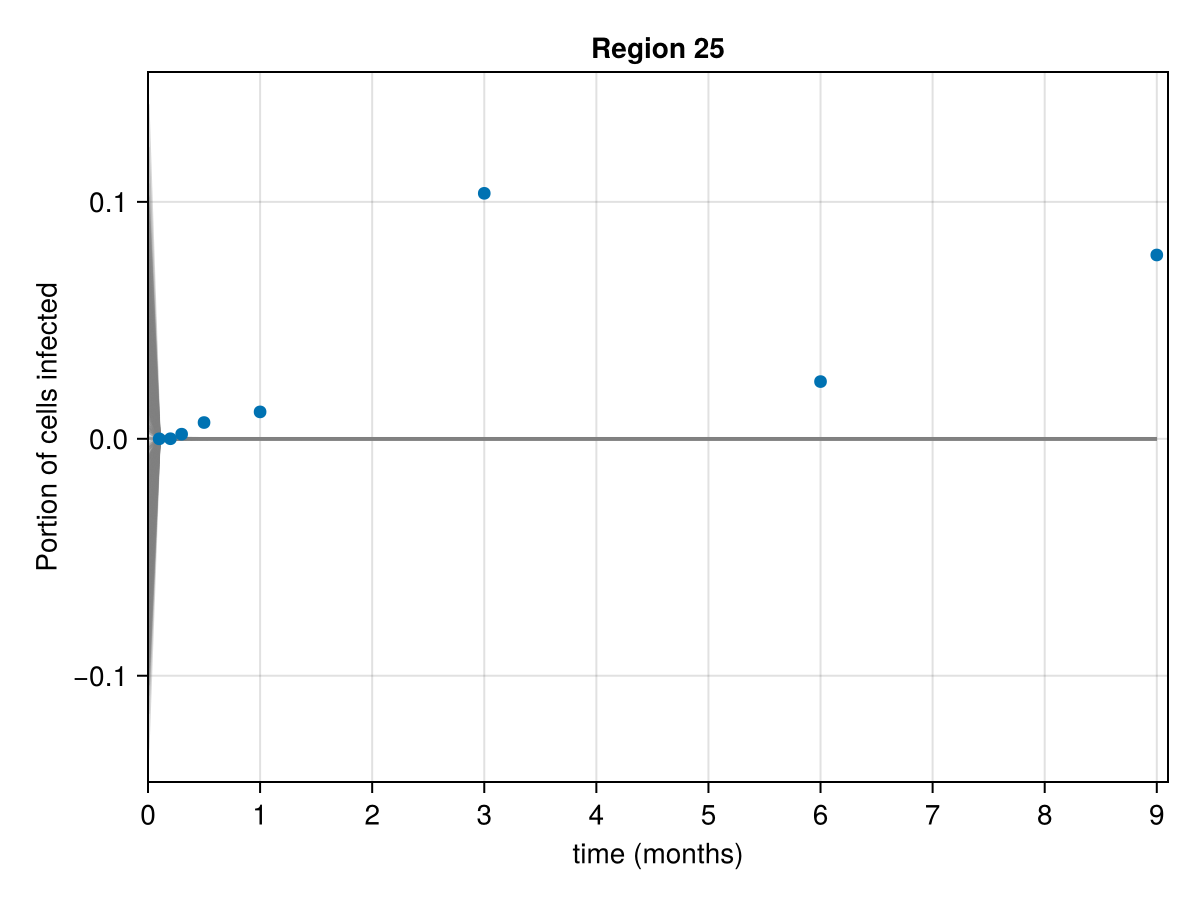 Region 25
Portion of cells infected
0.1
0.0
−0.1
0 1 2 3 4 5 6 7 8 9
time (months)